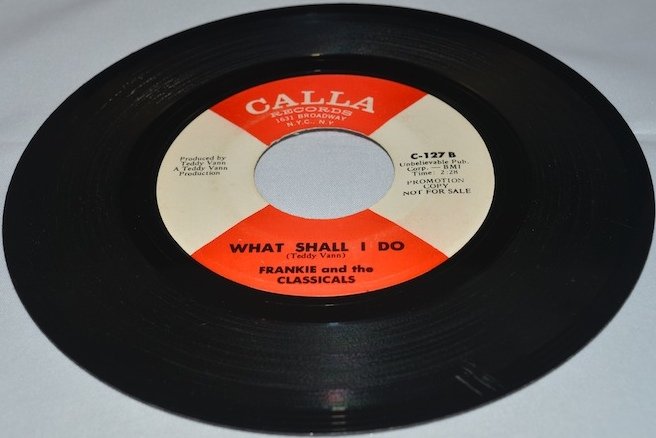 CALLA
RECORDS
1631 BROADWAY
N.Y.C., N.Y.
Produced by
Teddy Vann
A Teddy Vann
Production
C-127 B
Unbelievable Pub.
Corp. — BMI
Time: 2:28
PROMOTION
COPY
NOT FOR SALE
WHAT SHALL I DO
(Teddy Vann)
FRANKIE and the
CLASSICALS